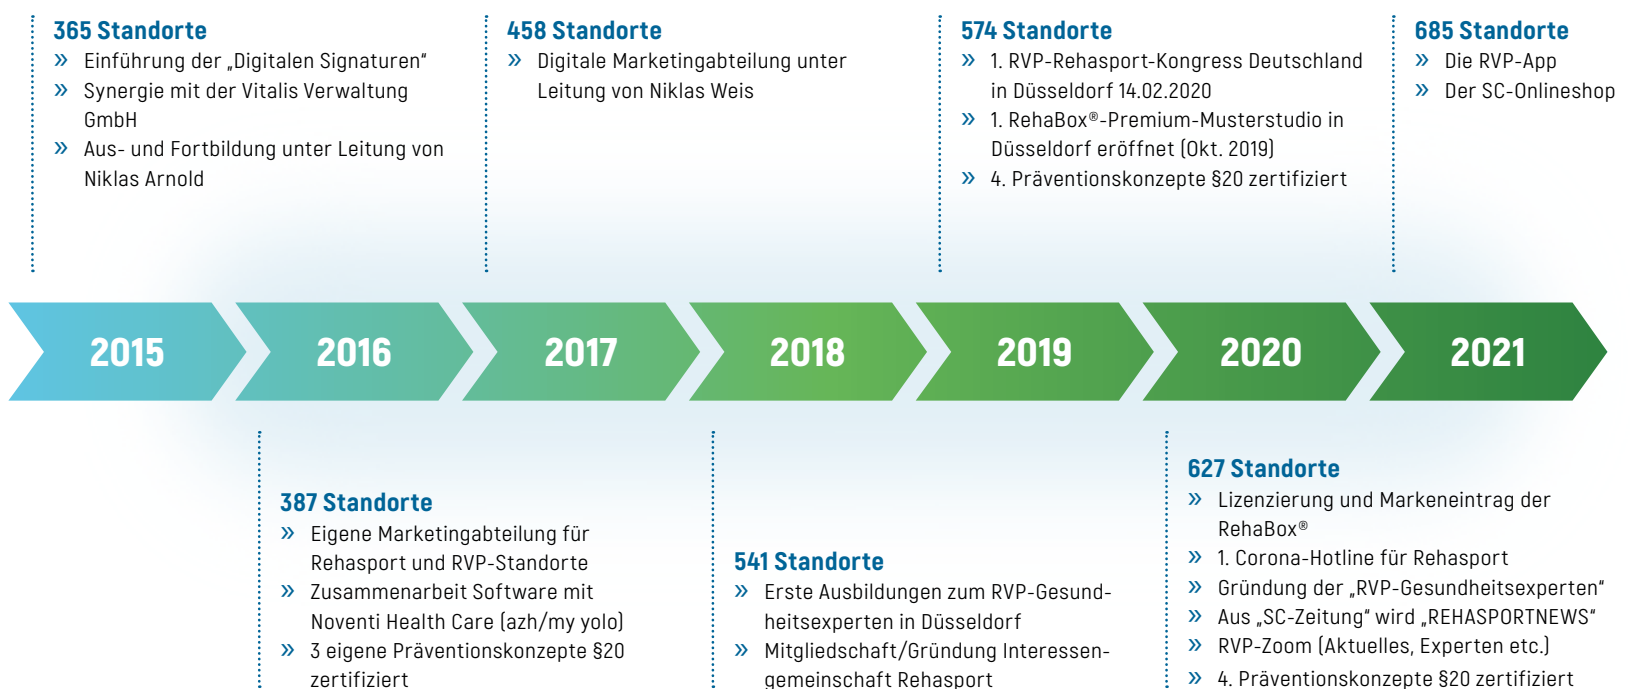 365 Standorte
» Einführung der „Digitalen Signaturen“
» Synergie mit der Vitalis Verwaltung
GmbH
» Aus- und Fortbildung unter Leitung von
Niklas Arnold
458 Standorte
» Digitale Marketingabteilung unter
Leitung von Niklas Weis
574 Standorte
» 1. RVP-Rehasport-Kongress Deutschland
in Düsseldorf 14.02.2020
» 1. RehaBox®-Premium-Musterstudio in
Düsseldorf eröffnet (Okt. 2019)
» 4. Präventionskonzepte §20 zertifiziert
685 Standorte
» Die RVP-App
» Der SC-Onlineshop
2015
2016
2017
2018
2019
2020
2021
387 Standorte
» Eigene Marketingabteilung für
Rehasport und RVP-Standorte
» Zusammenarbeit Software mit
Noventi Health Care (azh/my yolo)
» 3 eigene Präventionskonzepte §20
zertifiziert
541 Standorte
» Erste Ausbildungen zum RVP-Gesund-
heitsexperten in Düsseldorf
» Mitgliedschaft/Gründung Interessen-
gemeinschaft Rehasport
627 Standorte
» Lizenzierung und Markeneintrag der
RehaBox®
» 1. Corona-Hotline für Rehasport
» Gründung der „RVP-Gesundheitsexperten“
» Aus „SC-Zeitung“ wird „REHASPORTNEWS“
» RVP-Zoom (Aktuelles, Experten etc.)
» 4. Präventionskonzepte §20 zertifiziert